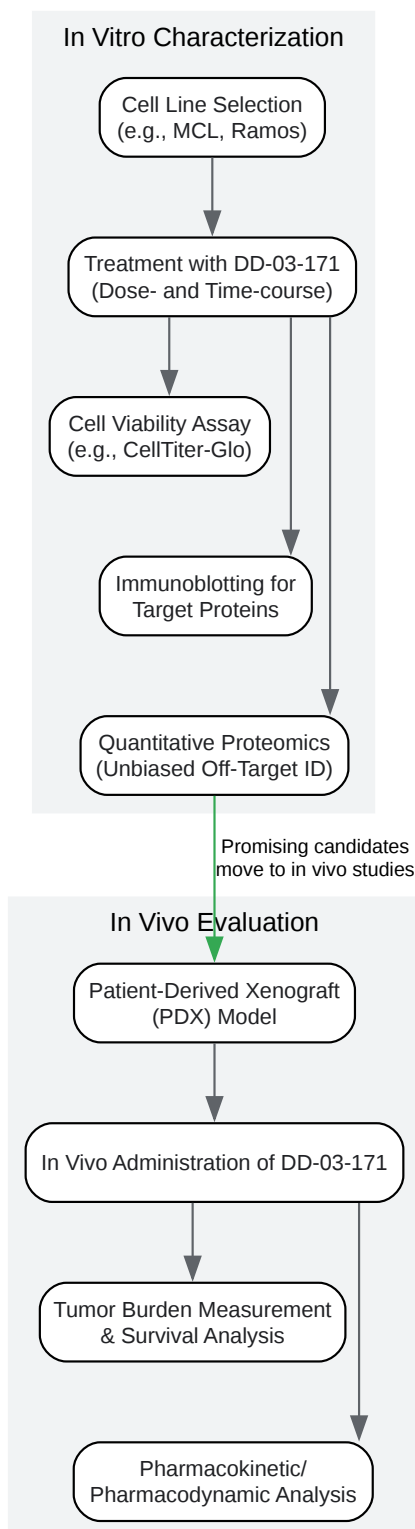 In Vitro Characterization
Cell Line Selection
(e.g., MCL, Ramos)
Treatment with DD-03-171
(Dose- and Time-course)
Cell Viability Assay
(e.g., CellTiter-Glo)
Immunoblotting for
Target Proteins
Quantitative Proteomics
(Unbiased Off-Target ID)
Promising candidates
move to in vivo studies
In Vivo Evaluation
Patient-Derived Xenograft
(PDX) Model
In Vivo Administration of DD-03-171
Tumor Burden Measurement
& Survival Analysis
Pharmacokinetic/
Pharmacodynamic Analysis